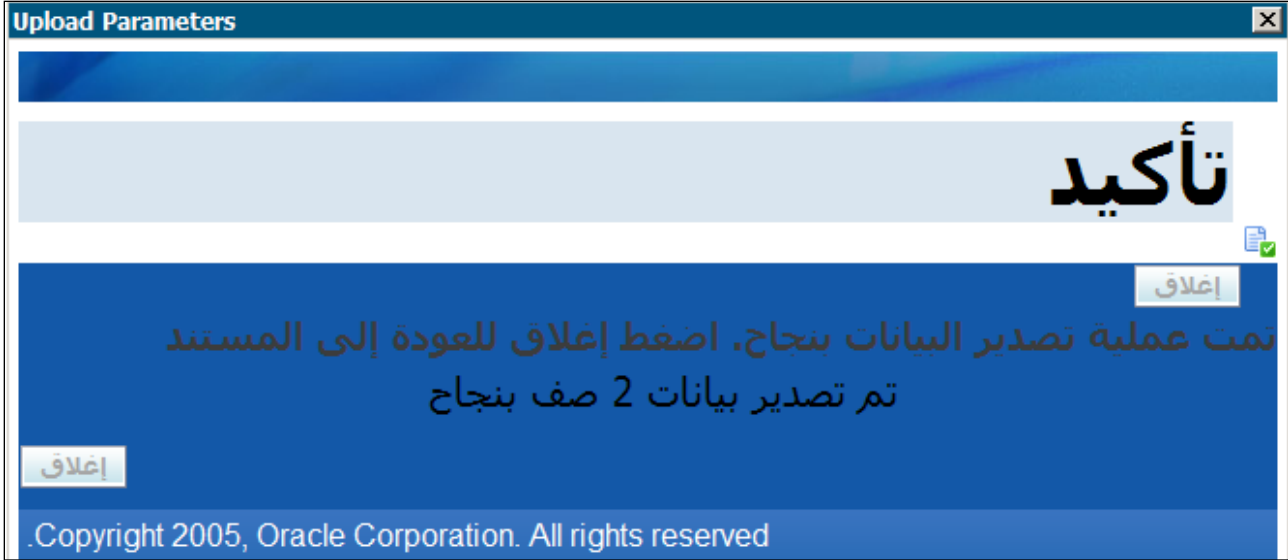 Upload Parameters
تأكيد
إغلاق
تمت عملية تصدير البيانات بنجاح. اضغط إغلاق للعودة إلى المستند
تم تصدير بيانات 2 صف بنجاح
إغلاق
.Copyright 2005, Oracle Corporation. All rights reserved